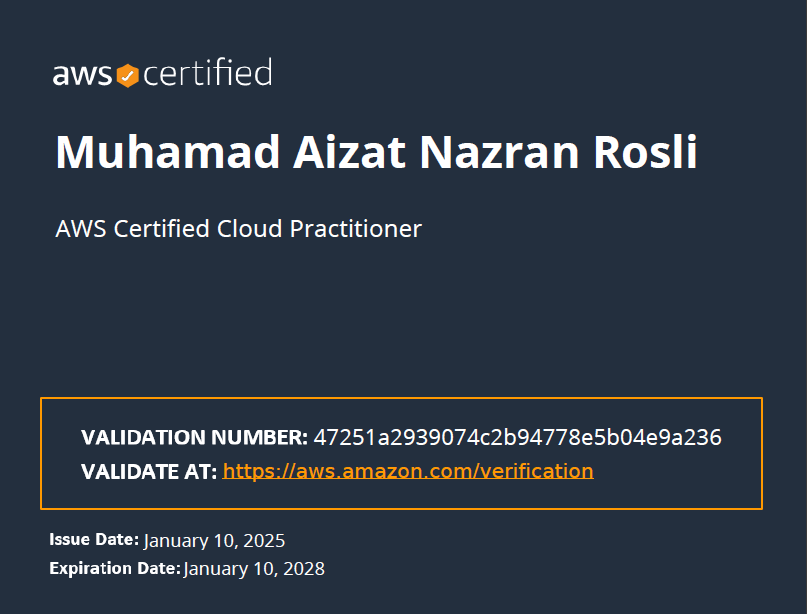 aws certified
Muhamad Aizat Nazran Rosli
AWS Certified Cloud Practitioner
VALIDATION NUMBER: 47251a2939074c2b94778e5b04e9a236
VALIDATE AT: https://aws.amazon.com/verification
Issue Date: January 10, 2025
Expiration Date: January 10, 2028